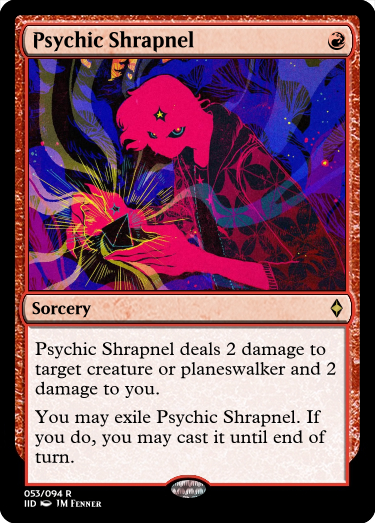 Psychic Shrapnel
Sorcery
Psychic Shrapnel deals 2 damage to
target creature or planeswalker and 2
damage to you.
You may exile Psychic Shrapnel. If
you do, you may cast it until end of
turn.
053/094 R
IID JM Fenner